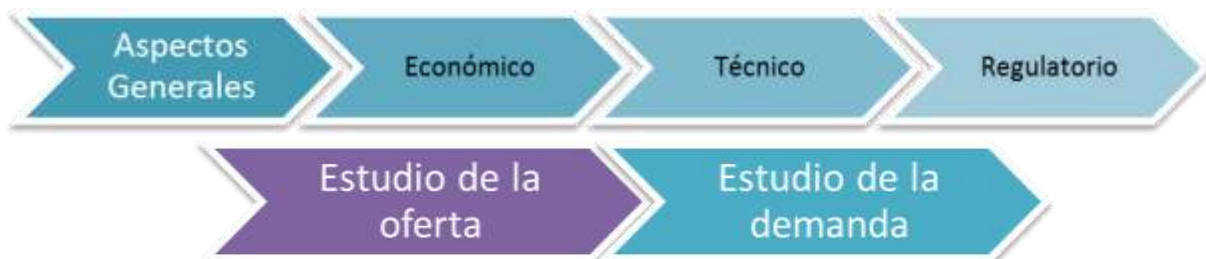 Aspectos
Generales
Económico
Técnico
Regulatorio
Estudio de la
oferta
Estudio de la
demanda